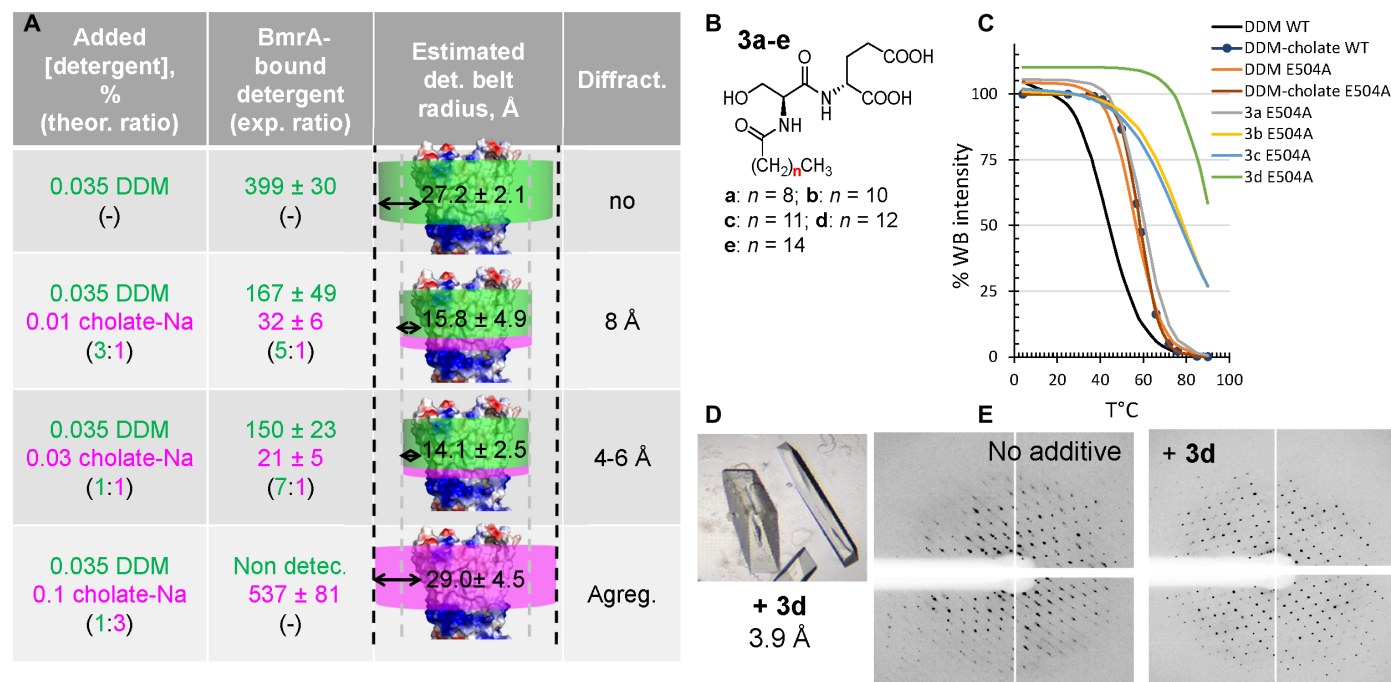 A
Added
[detergent],
%
(theor. ratio)
BmrA-
bound
detergent
(exp. ratio)
Estimated
det. belt
radius, Å
Diffract.
0.035 DDM
(-)
399 ± 30
(-)
27.2 ± 2.1
no
0.035 DDM
0.01 cholate-Na
(3:1)
167 ± 49
32 ± 6
(5:1)
15.8 ± 4.9
8 Å
0.035 DDM
0.03 cholate-Na
(1:1)
150 ± 23
21 ± 5
(7:1)
14.1 ± 2.5
4-6 Å
0.035 DDM
0.1 cholate-Na
(1:3)
Non detec.
537 ± 81
(-)
29.0± 4.5
Agreg.
B
3a-e
COOH
O
HO
N
H
COOH
NH
O
(CH2)nCH3
a: n = 8; b: n = 10
c: n = 11; d: n = 12
e: n = 14
C
DDM WT
DDM-cholate WT
DDM E504A
DDM-cholate E504A
3a E504A
3b E504A
3c E504A
3d E504A
% WB intensity
100
75
50
25
0
0 20 40 60 80 100
T°C
D
+ 3d
3.9 Å
E
No additive
+ 3d